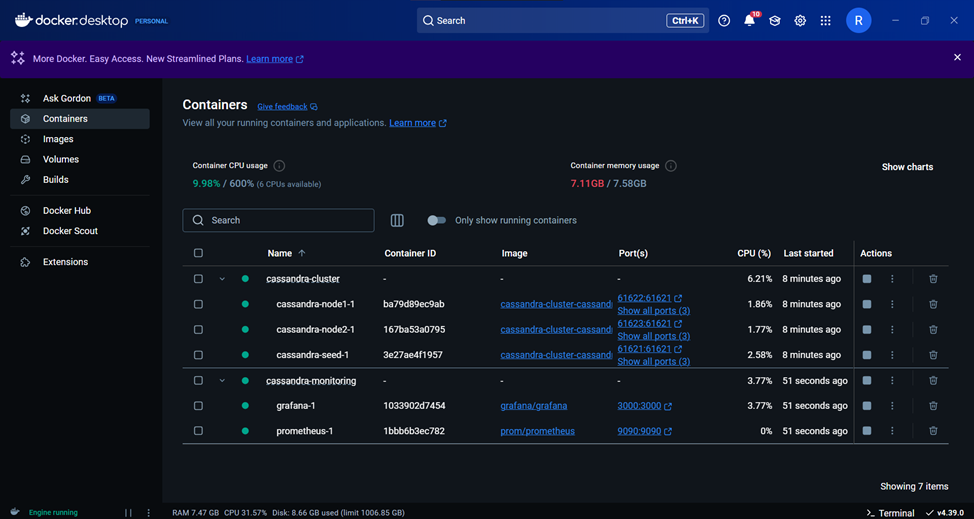 docker.desktop PERSONAL Search Ctrl+K 10 R
More Docker. Easy Access. New Streamlined Plans. Learn more
Ask Gordon BETA
Containers
Images
Volumes
Builds
Docker Hub
Docker Scout
Extensions
Containers Give feedback
View all your running containers and applications. Learn more
Container CPU usage Container memory usage Show charts
9.98% / 600% (6 CPUs available) 7.11GB / 7.58GB
Search Only show running containers
Name Container ID Image Port(s) CPU (%) Last started Actions
cassandra-cluster - - - 6.21% 8 minutes ago
cassandra-node1-1 ba79d89ec9ab cassandra-cluster-cassand 61622:61621 Show all ports (3) 1.86% 8 minutes ago
cassandra-node2-1 167ba53a0795 cassandra-cluster-cassand 61623:61621 Show all ports (3) 1.77% 8 minutes ago
cassandra-seed-1 3e27ae4f1957 cassandra-cluster-cassand 61621:61621 Show all ports (3) 2.58% 8 minutes ago
cassandra-monitoring - - - 3.77% 51 seconds ago
grafana-1 1033902d7454 grafana/grafana 3000:3000 3.77% 51 seconds ago
prometheus-1 1bbb6b3ec782 prom/prometheus 9090:9090 0% 51 seconds ago
Showing 7 items
Engine running RAM 7.47 GB CPU 31.57% Disk: 8.66 GB used (limit 1006.85 GB) >_ Terminal v4.39.0